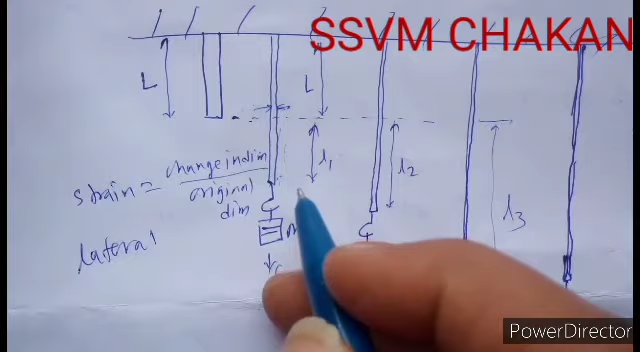 SSVM CHAKAN
L
L
l1
l2
l3
strain = change in dim
original
dim
lateral
PowerDirector